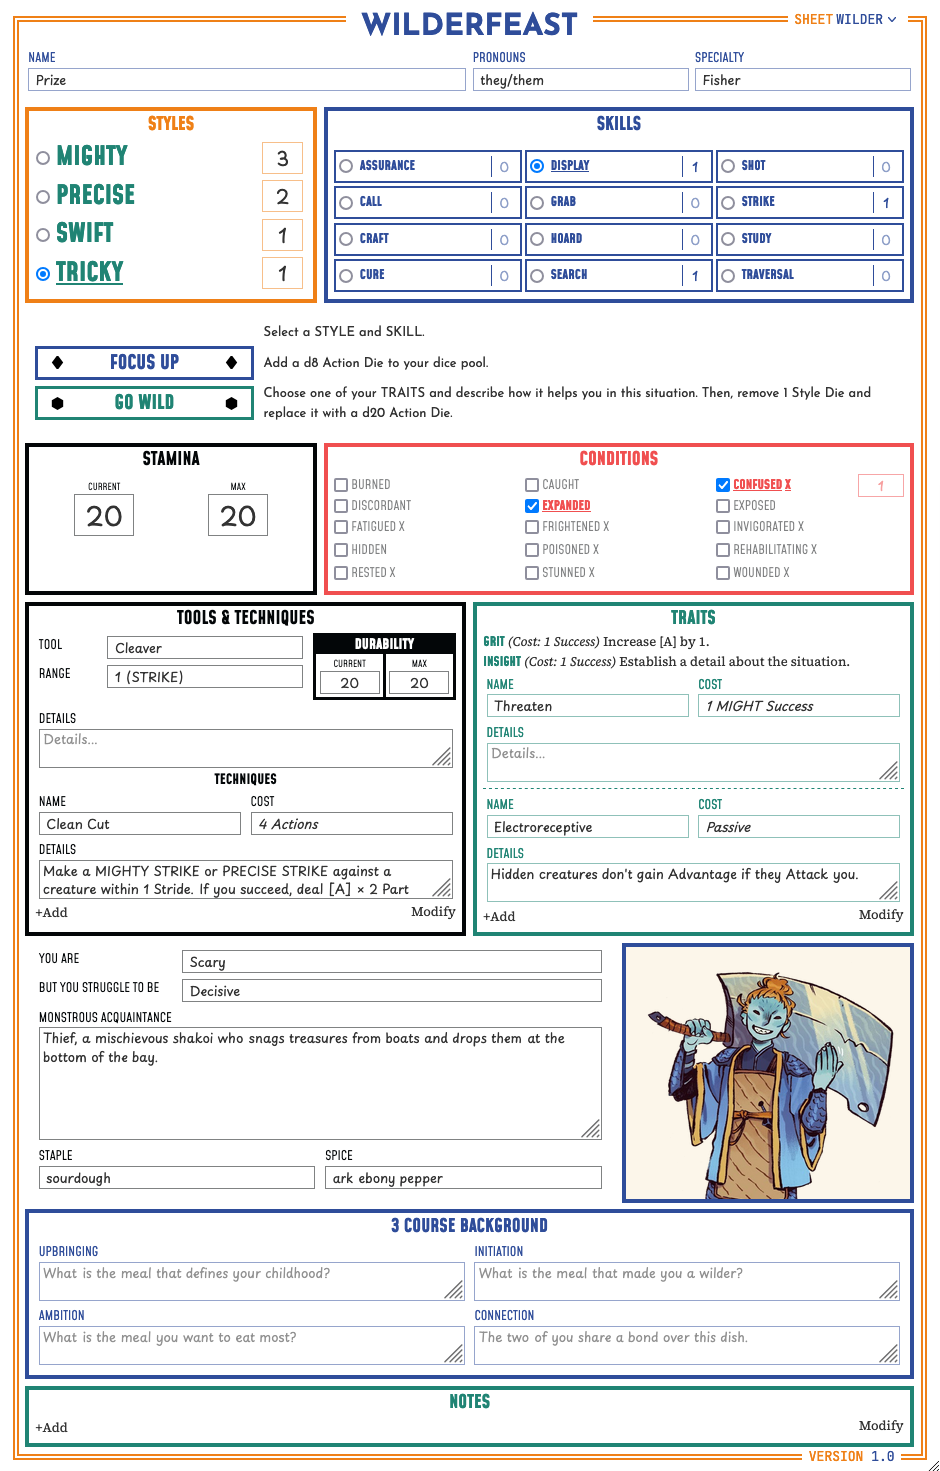 WILDERFEAST
SHEET WILDER
NAME
Prize
PRONOUNS
they/them
SPECIALTY
Fisher
STYLES
MIGHTY 3
PRECISE 2
SWIFT 1
TRICKY 1
SKILLS
ASSURANCE 0 DISPLAY 1 SHOT 0
CALL 0 GRAB 0 STRIKE 1
CRAFT 0 HOARD 0 STUDY 0
CURE 0 SEARCH 1 TRAVERSAL 0
Select a STYLE and SKILL.
FOCUS UP
Add a d8 Action Die to your dice pool.
GO WILD
Choose one of your TRAITS and describe how it helps you in this situation. Then, remove 1 Style Die and
replace it with a d20 Action Die.
STAMINA
CURRENT MAX
20 20
CONDITIONS
BURNED CAUGHT CONFUSED X 1
DISCORDANT EXPANDED EXPOSED
FATIGUED X FRIGHTENED X INVIGORATED X
HIDDEN POISONED X REHABILITATING X
RESTED X STUNNED X WOUNDED X
TOOLS & TECHNIQUES
TOOL Cleaver
RANGE 1 (STRIKE)
DURABILITY
CURRENT MAX
20 20
DETAILS
Details...
TECHNIQUES
NAME COST
Clean Cut 4 Actions
DETAILS
Make a MIGHTY STRIKE or PRECISE STRIKE against a
creature within 1 Stride. If you succeed, deal [A] × 2 Part
+Add Modify
TRAITS
GRIT (Cost: 1 Success) Increase [A] by 1.
INSIGHT (Cost: 1 Success) Establish a detail about the situation.
NAME COST
Threaten 1 MIGHT Success
DETAILS
Details...
NAME COST
Electroreceptive Passive
DETAILS
Hidden creatures don't gain Advantage if they Attack you.
+Add Modify
YOU ARE Scary
BUT YOU STRUGGLE TO BE Decisive
MONSTROUS ACQUAINTANCE
Thief, a mischievous shakoi who snags treasures from boats and drops them at the
bottom of the bay.
STAPLE SPICE
sourdough ark ebony pepper
3 COURSE BACKGROUND
UPBRINGING INITIATION
What is the meal that defines your childhood? What is the meal that made you a wilder?
AMBITION CONNECTION
What is the meal you want to eat most? The two of you share a bond over this dish.
NOTES
+Add Modify
VERSION 1.0